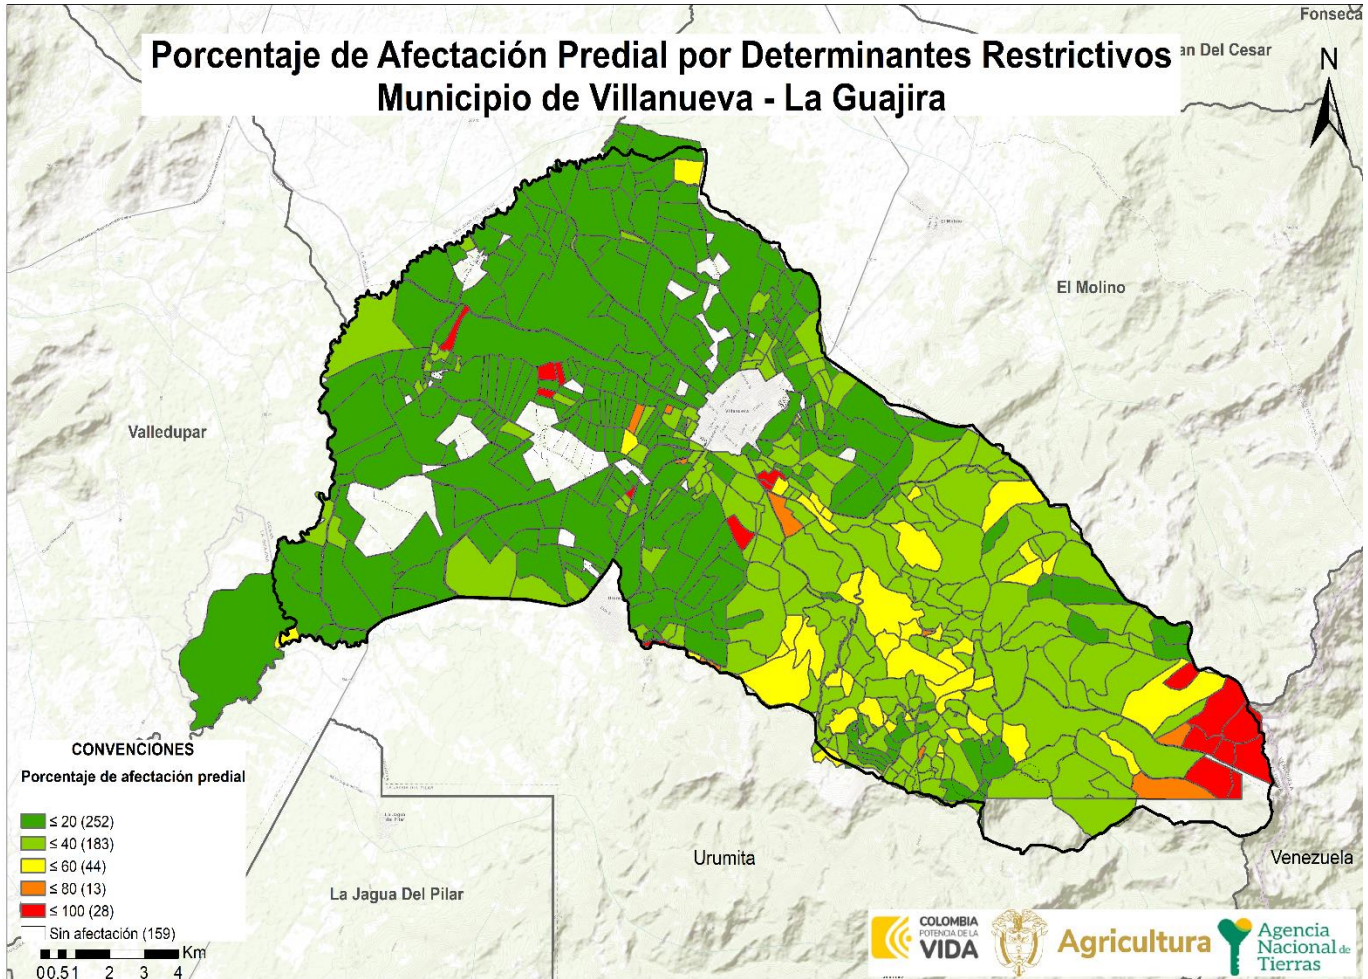 Fonseca
Porcentaje de Afectación Predial por Determinantes Restrictivos
an Del Cesar
Municipio de Villanueva - La Guajira
N
El Molino
Valledupar
Villanueva
CONVENCIONES
Porcentaje de afectación predial
≤ 20 (252)
≤ 40 (183)
≤ 60 (44)
≤ 80 (13)
≤ 100 (28)
Sin afectación (159)
Km
0 0,5 1 2 3 4
Urumita
Venezuela
La Jagua Del Pilar
COLOMBIA
POTENCIA DE LA
VIDA
Agricultura
Agencia
Nacional de
Tierras